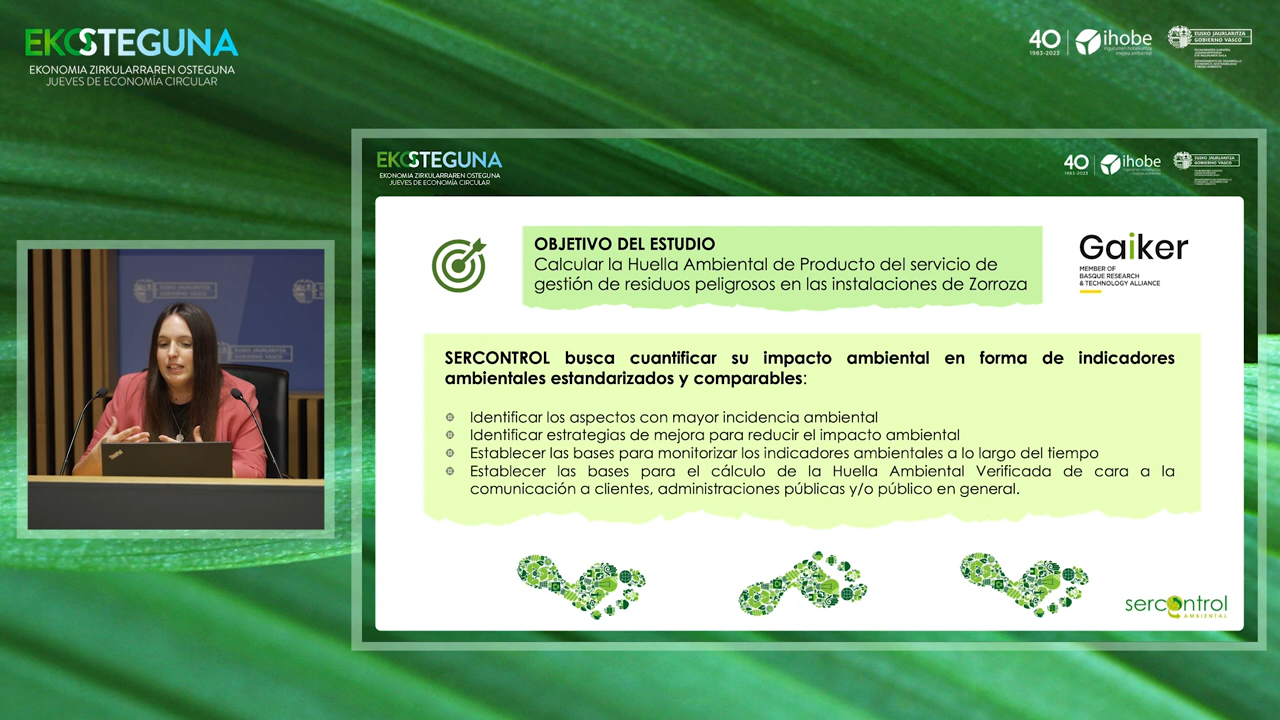 EKOSTEGUNA
EKONOMIA ZIRKULARRAREN OSTEGUNA
JUEVES DE ECONOMÍA CIRCULAR
40
1983-2023
ihobe
EUSKO JAURLARITZA
GOBIERNO VASCO
EKOSTEGUNA
EKONOMIA ZIRKULARRAREN OSTEGUNA
JUEVES DE ECONOMÍA CIRCULAR
40
1983-2023
ihobe
EUSKO JAURLARITZA
GOBIERNO VASCO
OBJETIVO DEL ESTUDIO
Calcular la Huella Ambiental de Producto del servicio de
gestión de residuos peligrosos en las instalaciones de Zorroza
Gaiker
MEMBER OF
BASQUE RESEARCH
& TECHNOLOGY ALLIANCE
SERCONTROL busca cuantificar su impacto ambiental en forma de indicadores
ambientales estandarizados y comparables:
Identificar los aspectos con mayor incidencia ambiental
Identificar estrategias de mejora para reducir el impacto ambiental
Establecer las bases para monitorizar los indicadores ambientales a lo largo del tiempo
Establecer las bases para el cálculo de la Huella Ambiental Verificada de cara a la
comunicación a clientes, administraciones públicas y/o público en general.
sercontrol
AMBIENTAL